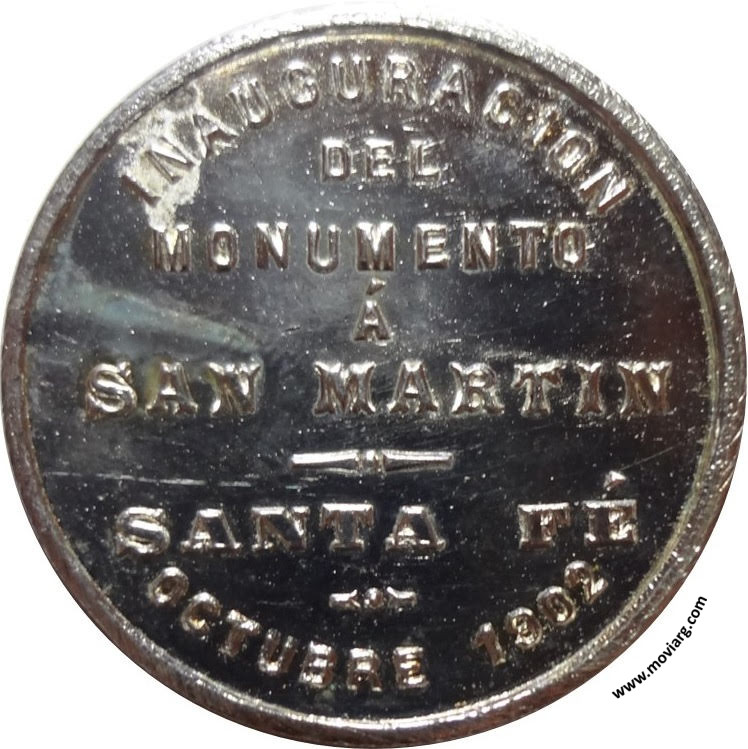 INAUGURACION
DEL
MONUMENTO
Á
SAN MARTIN
SANTA FÉ
OCTUBRE 1902
www.moviarg.com